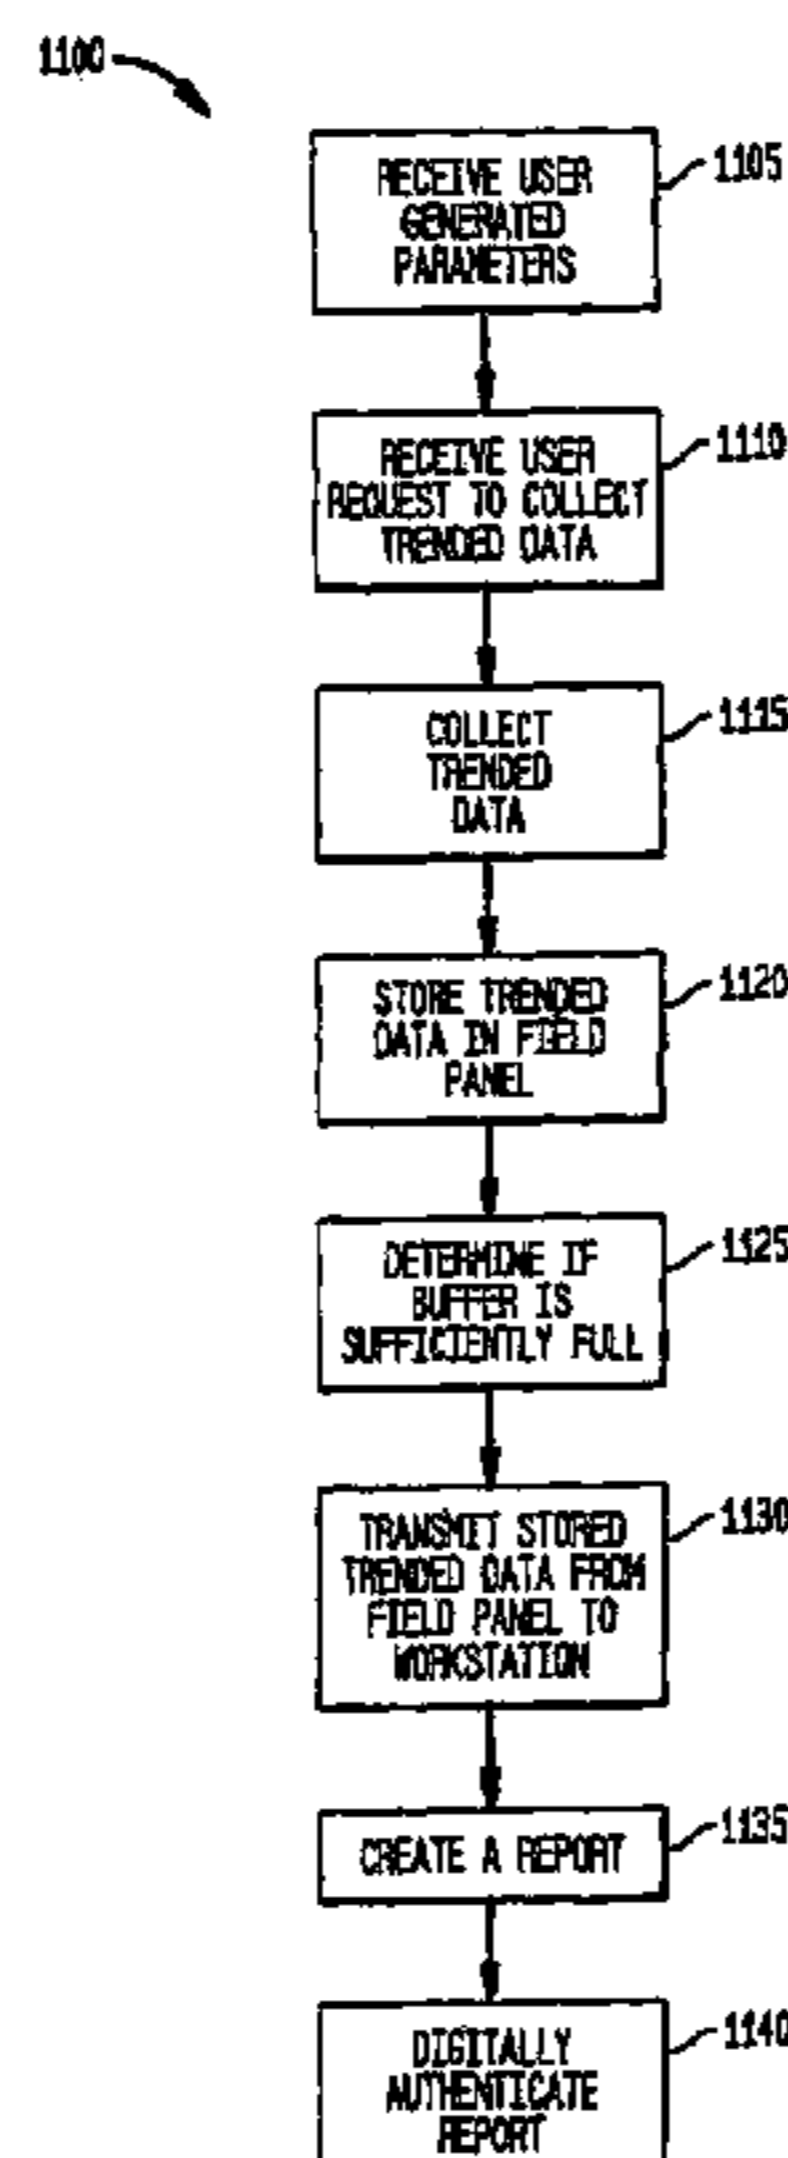 1100
RECEIVE USER
GENERATED
PARAMETERS
1105
RECEIVE USER
REQUEST TO COLLECT
TRENDED DATA
1110
COLLECT
TRENDED
DATA
1115
STORE TRENDED
DATA IN FIELD
PANEL
1120
DETERMINE IF
BUFFER IS
SUFFICIENTLY FULL
1125
TRANSMIT STORED
TRENDED DATA FROM
FIELD PANEL TO
WORKSTATION
1130
CREATE A REPORT
1135
DIGITALLY
AUTHENTICATE
REPORT
1140